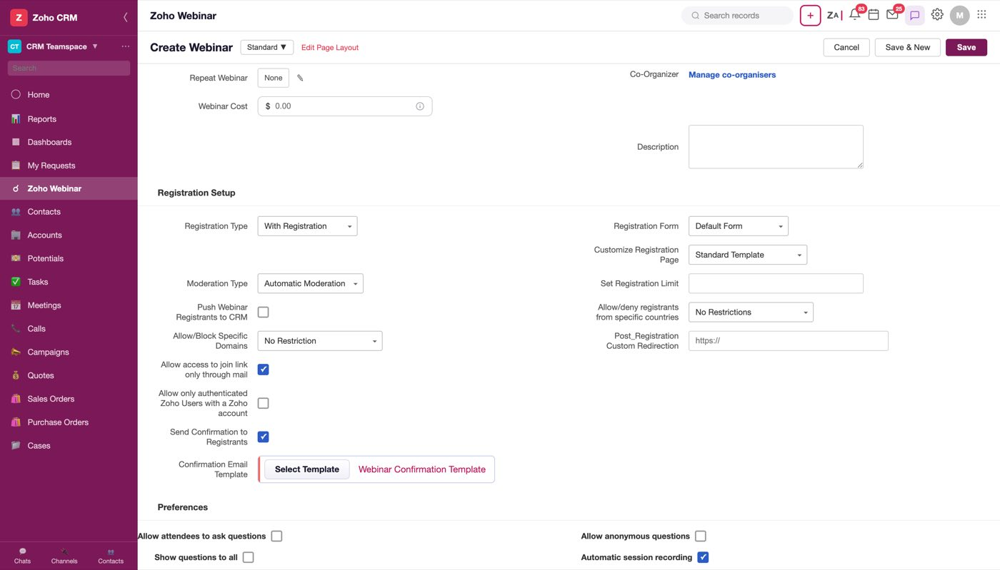 Z Zoho CRM
CT CRM Teamspace
Search
Home
Reports
Dashboards
My Requests
Zoho Webinar
Contacts
Accounts
Potentials
Tasks
Meetings
Calls
Campaigns
Quotes
Sales Orders
Purchase Orders
Cases
Chats
Channels
Contacts
Zoho Webinar
Search records
+
ZA
83
25
M
Create Webinar
Standard ▼
Edit Page Layout
Cancel
Save & New
Save
Repeat Webinar
None
Co-Organizer
Manage co-organisers
Webinar Cost
$ 0.00
Description
Registration Setup
Registration Type
With Registration
Registration Form
Default Form
Customize Registration
Page
Standard Template
Moderation Type
Automatic Moderation
Set Registration Limit
Push Webinar
Registrants to CRM
Allow/deny registrants
from specific countries
No Restrictions
Allow/Block Specific
Domains
No Restriction
Post_Registration
Custom Redirection
https://
Allow access to join link
only through mail
Allow only authenticated
Zoho Users with a Zoho
account
Send Confirmation to
Registrants
Confirmation Email
Template
Select Template
Webinar Confirmation Template
Preferences
Allow attendees to ask questions
Allow anonymous questions
Show questions to all
Automatic session recording